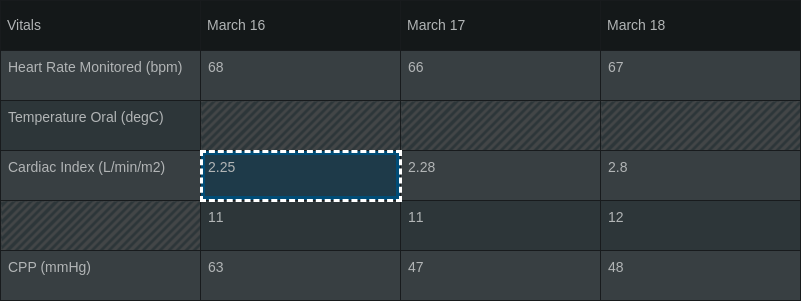 Vitals March 16 March 17 March 18
Heart Rate Monitored (bpm) 68 66 67
Temperature Oral (degC)
Cardiac Index (L/min/m2) 2.25 2.28 2.8
11 11 12
CPP (mmHg) 63 47 48